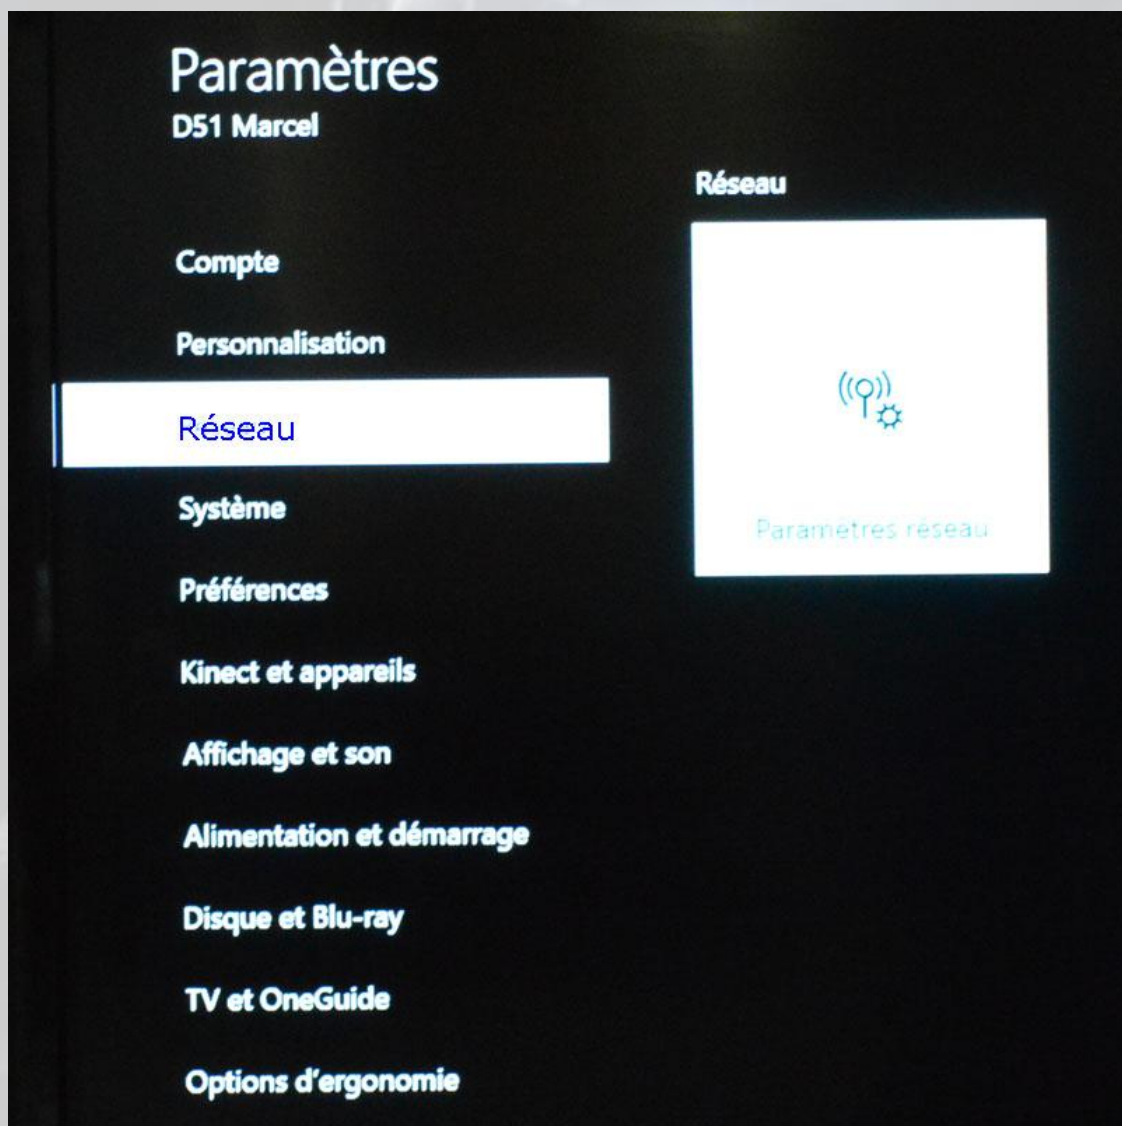 Paramètres
D51 Marcel
Compte
Personnalisation
Réseau
Système
Préférences
Kinect et appareils
Affichage et son
Alimentation et démarrage
Disque et Blu-ray
TV et OneGuide
Options d'ergonomie
Réseau
Paramètres réseau